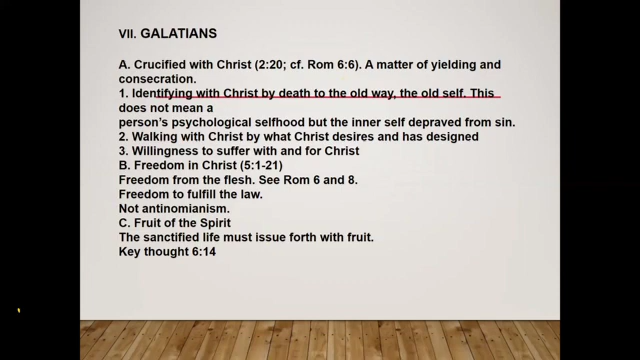 VII. GALATIANS
A. Crucified with Christ (2:20; cf. Rom 6:6). A matter of yielding and
consecration.
1. Identifying with Christ by death to the old way, the old self. This
does not mean a
person's psychological selfhood but the inner self depraved from sin.
2. Walking with Christ by what Christ desires and has designed
3. Willingness to suffer with and for Christ
B. Freedom in Christ (5:1-21)
Freedom from the flesh. See Rom 6 and 8.
Freedom to fulfill the law.
Not antinomianism.
C. Fruit of the Spirit
The sanctified life must issue forth with fruit.
Key thought 6:14